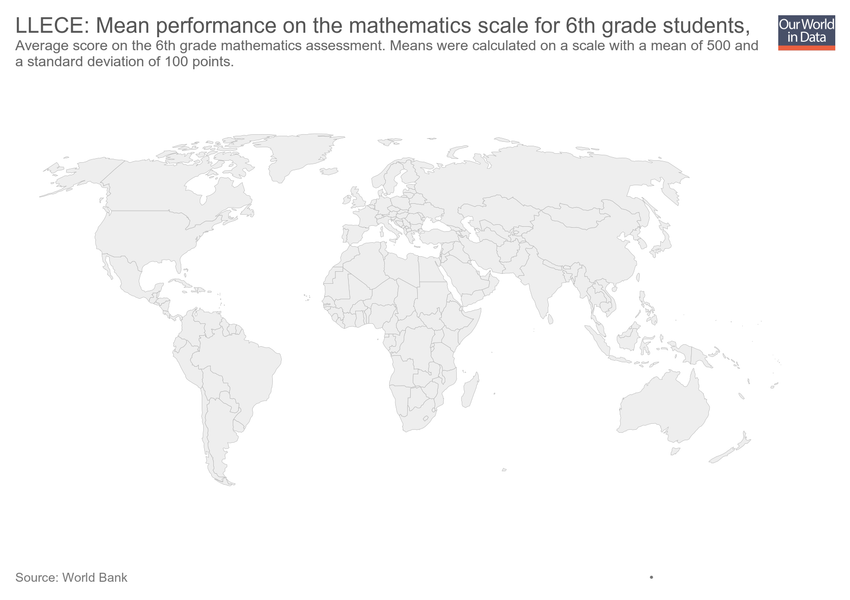 LLECE: Mean performance on the mathematics scale for 6th grade students,
Average score on the 6th grade mathematics assessment. Means were calculated on a scale with a mean of 500 and
a standard deviation of 100 points.
Our World
in Data
Source: World Bank
•